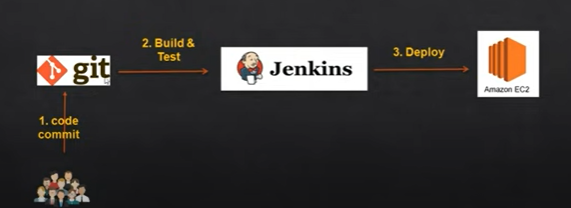 2. Build &
Test
3. Deploy
git
Jenkins
Amazon EC2
1. code
commit